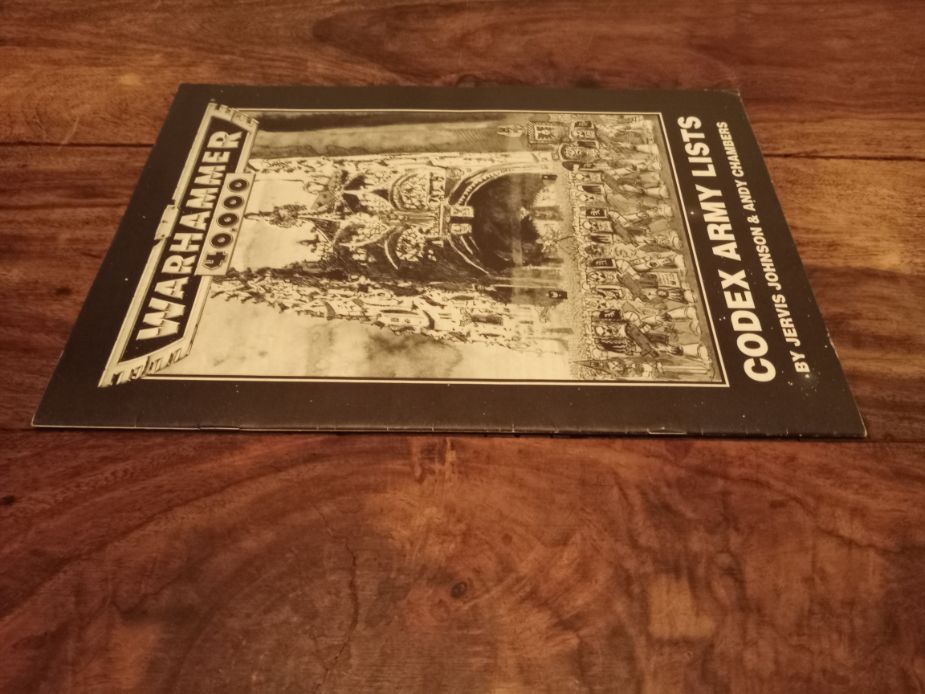 WARHAMMER
40,000
CODEX ARMY LISTS
BY JERVIS JOHNSON & ANDY CHAMBERS